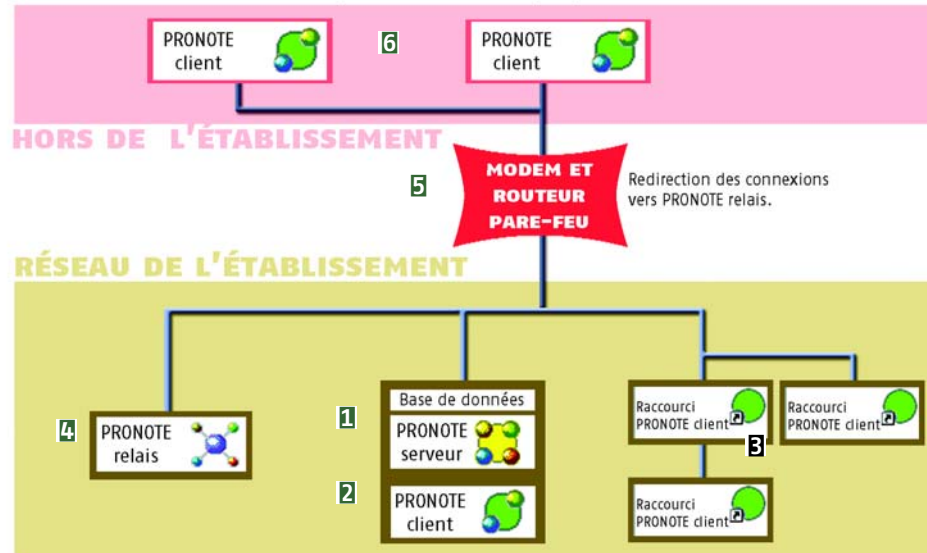 PRONOTE
client
6
PRONOTE
client
HORS DE L'ÉTABLISSEMENT
5
MODEM ET
ROUTEUR
PARE-FEU
Redirection des connexions
vers PRONOTE relais.
RÉSEAU DE L'ÉTABLISSEMENT
4
PRONOTE
relais
1
Base de données
PRONOTE
serveur
2
PRONOTE
client
Raccourci
PRONOTE client
3
Raccourci
PRONOTE client
Raccourci
PRONOTE client